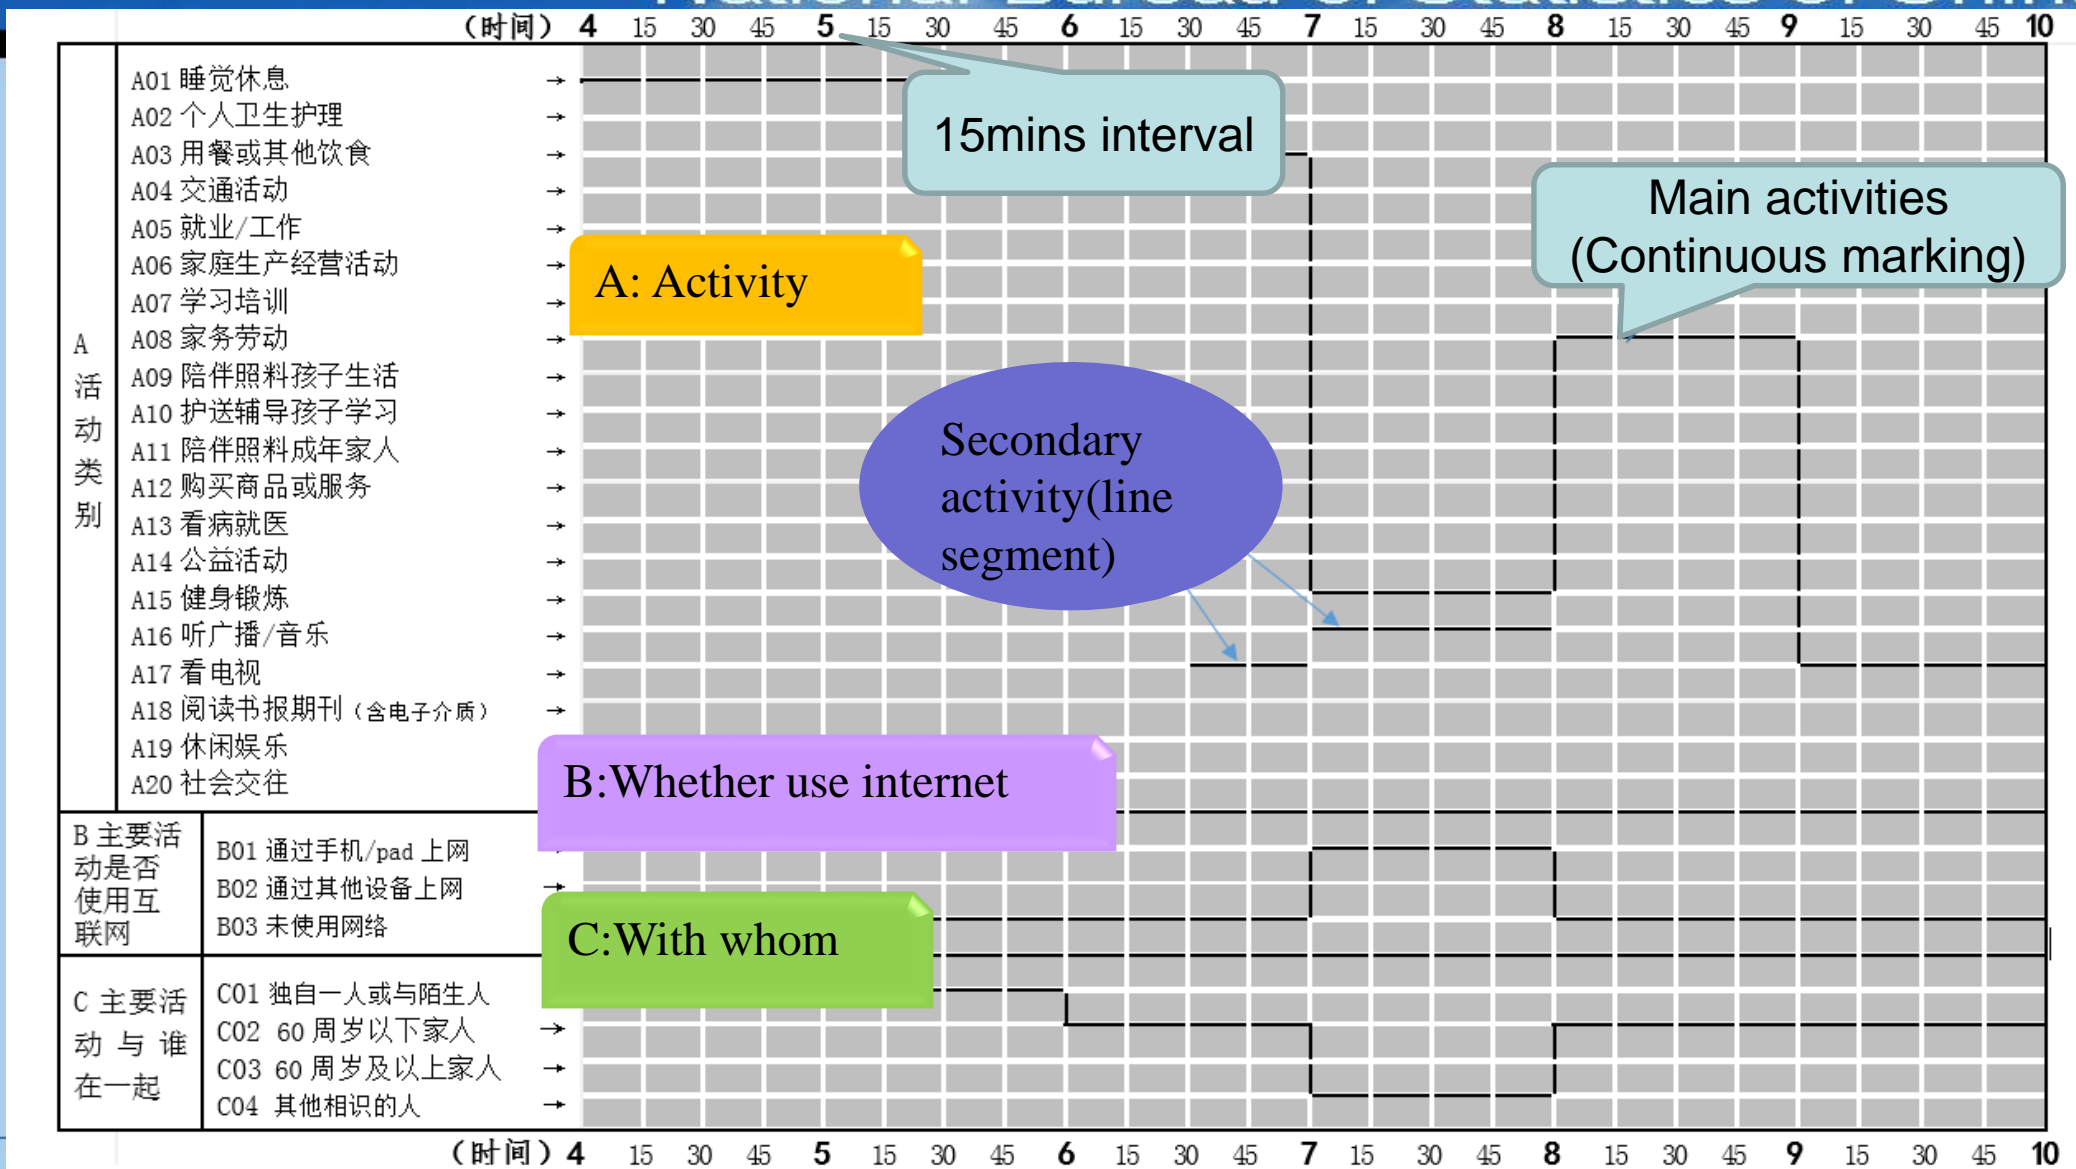 (时间) 4 15 30 45 5 15 30 45 6 15 30 45 7 15 30 45 8 15 30 45 9 15 30 45 10
A 活动类别
A01 睡觉休息 →
A02 个人卫生护理 →
A03 用餐或其他饮食 →
A04 交通活动 →
A05 就业/工作 →
A06 家庭生产经营活动 →
A07 学习培训 →
A08 家务劳动 →
A09 陪伴照料孩子生活 →
A10 护送辅导孩子学习 →
A11 陪伴照料成年家人 →
A12 购买商品或服务 →
A13 看病就医 →
A14 公益活动 →
A15 健身锻炼 →
A16 听广播/音乐 →
A17 看电视 →
A18 阅读书报期刊（含电子介质） →
A19 休闲娱乐
A20 社会交往
15mins interval
Main activities
(Continuous marking)
A: Activity
Secondary
activity(line
segment)
B:Whether use internet
B 主要活
动是否
使用互
联网
B01 通过手机/pad 上网
B02 通过其他设备上网
B03 未使用网络
C:With whom
C 主要活
动 与 谁
在一起
C01 独自一人或与陌生人
C02 60 周岁以下家人 →
C03 60 周岁及以上家人 →
C04 其他相识的人 →
(时间) 4 15 30 45 5 15 30 45 6 15 30 45 7 15 30 45 8 15 30 45 9 15 30 45 10